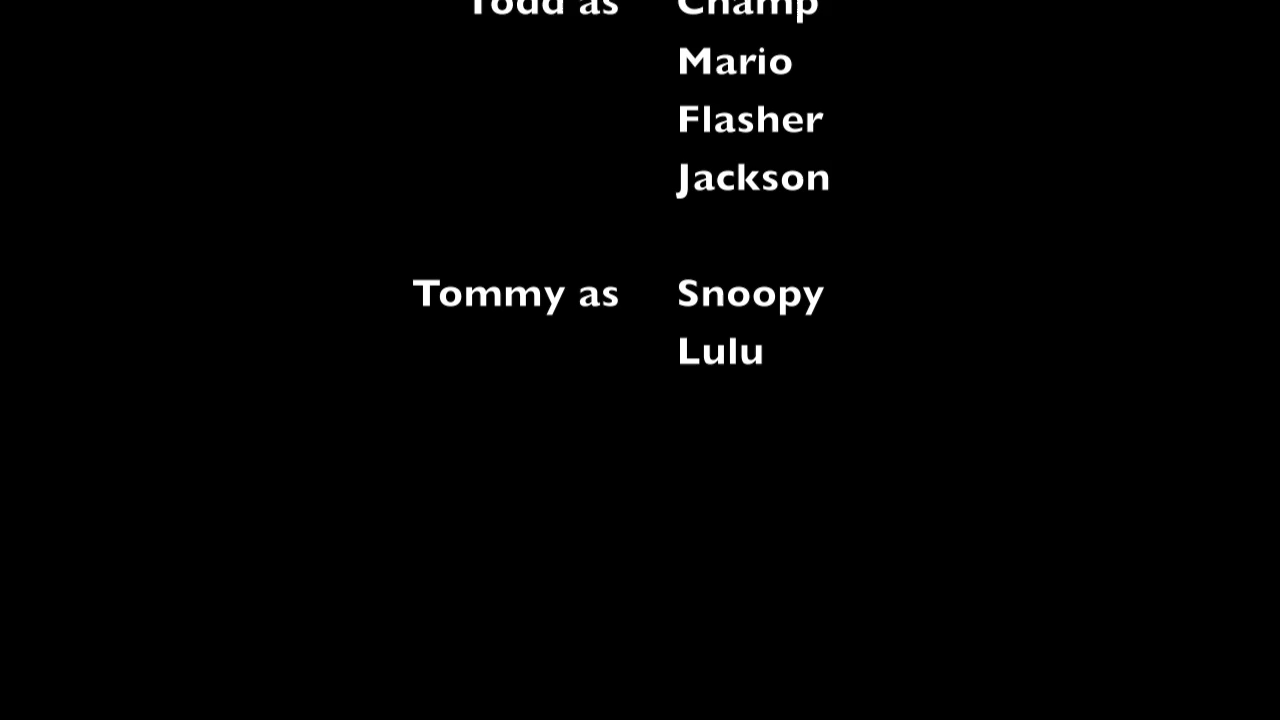 Todd as Champ
Mario
Flasher
Jackson
Tommy as Snoopy
Lulu